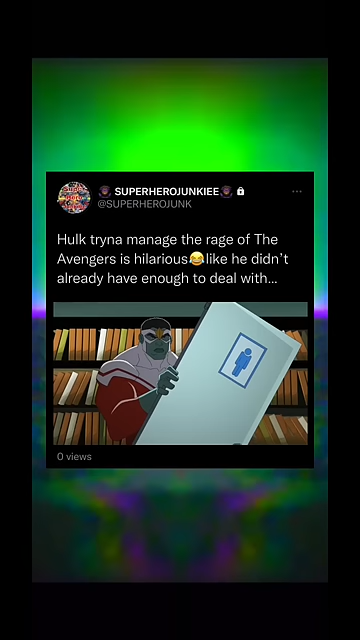 SUPERHEROJUNKIEE
@SUPERHEROJUNK
Hulk tryna manage the rage of The
Avengers is hilarious😂like he didn't
already have enough to deal with...
0 views